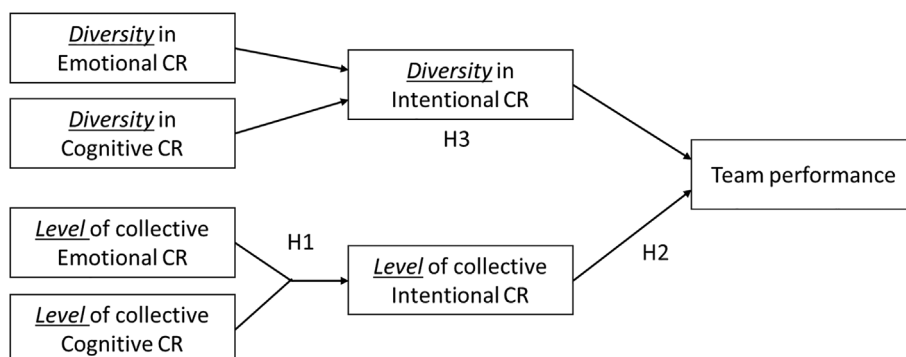 Diversity in
Emotional CR
Diversity in
Cognitive CR
Diversity in
Intentional CR
H3
Team performance
Level of collective
Emotional CR
Level of collective
Cognitive CR
H1
Level of collective
Intentional CR
H2